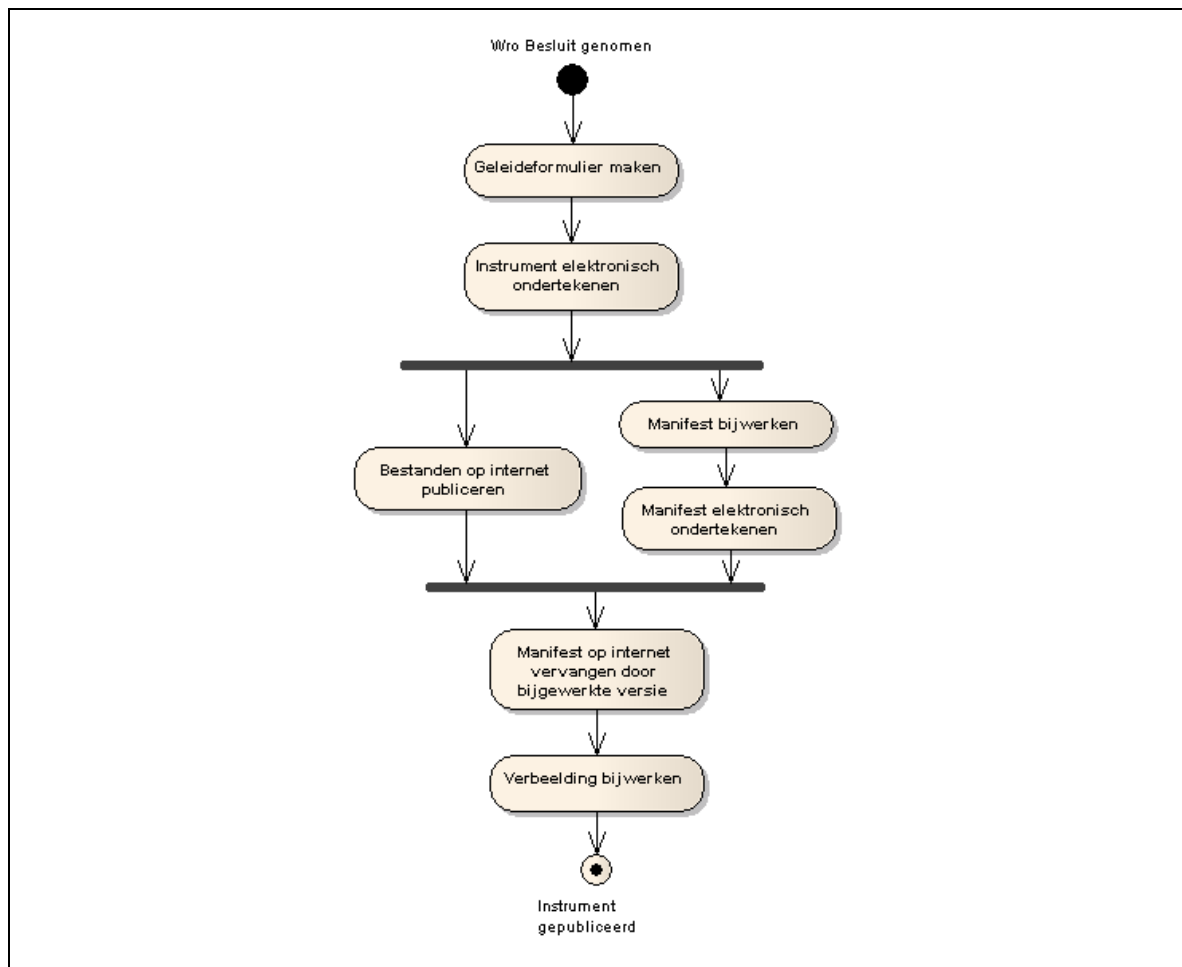 Wro Besluit genomen
Geleideformulier maken
Instrument elektronisch
ondertekenen
Manifest bijwerken
Bestanden op internet
publiceren
Manifest elektronisch
ondertekenen
Manifest op internet
vervangen door
bijgewerkte versie
Verbeelding bijwerken
Instrument
gepubliceerd